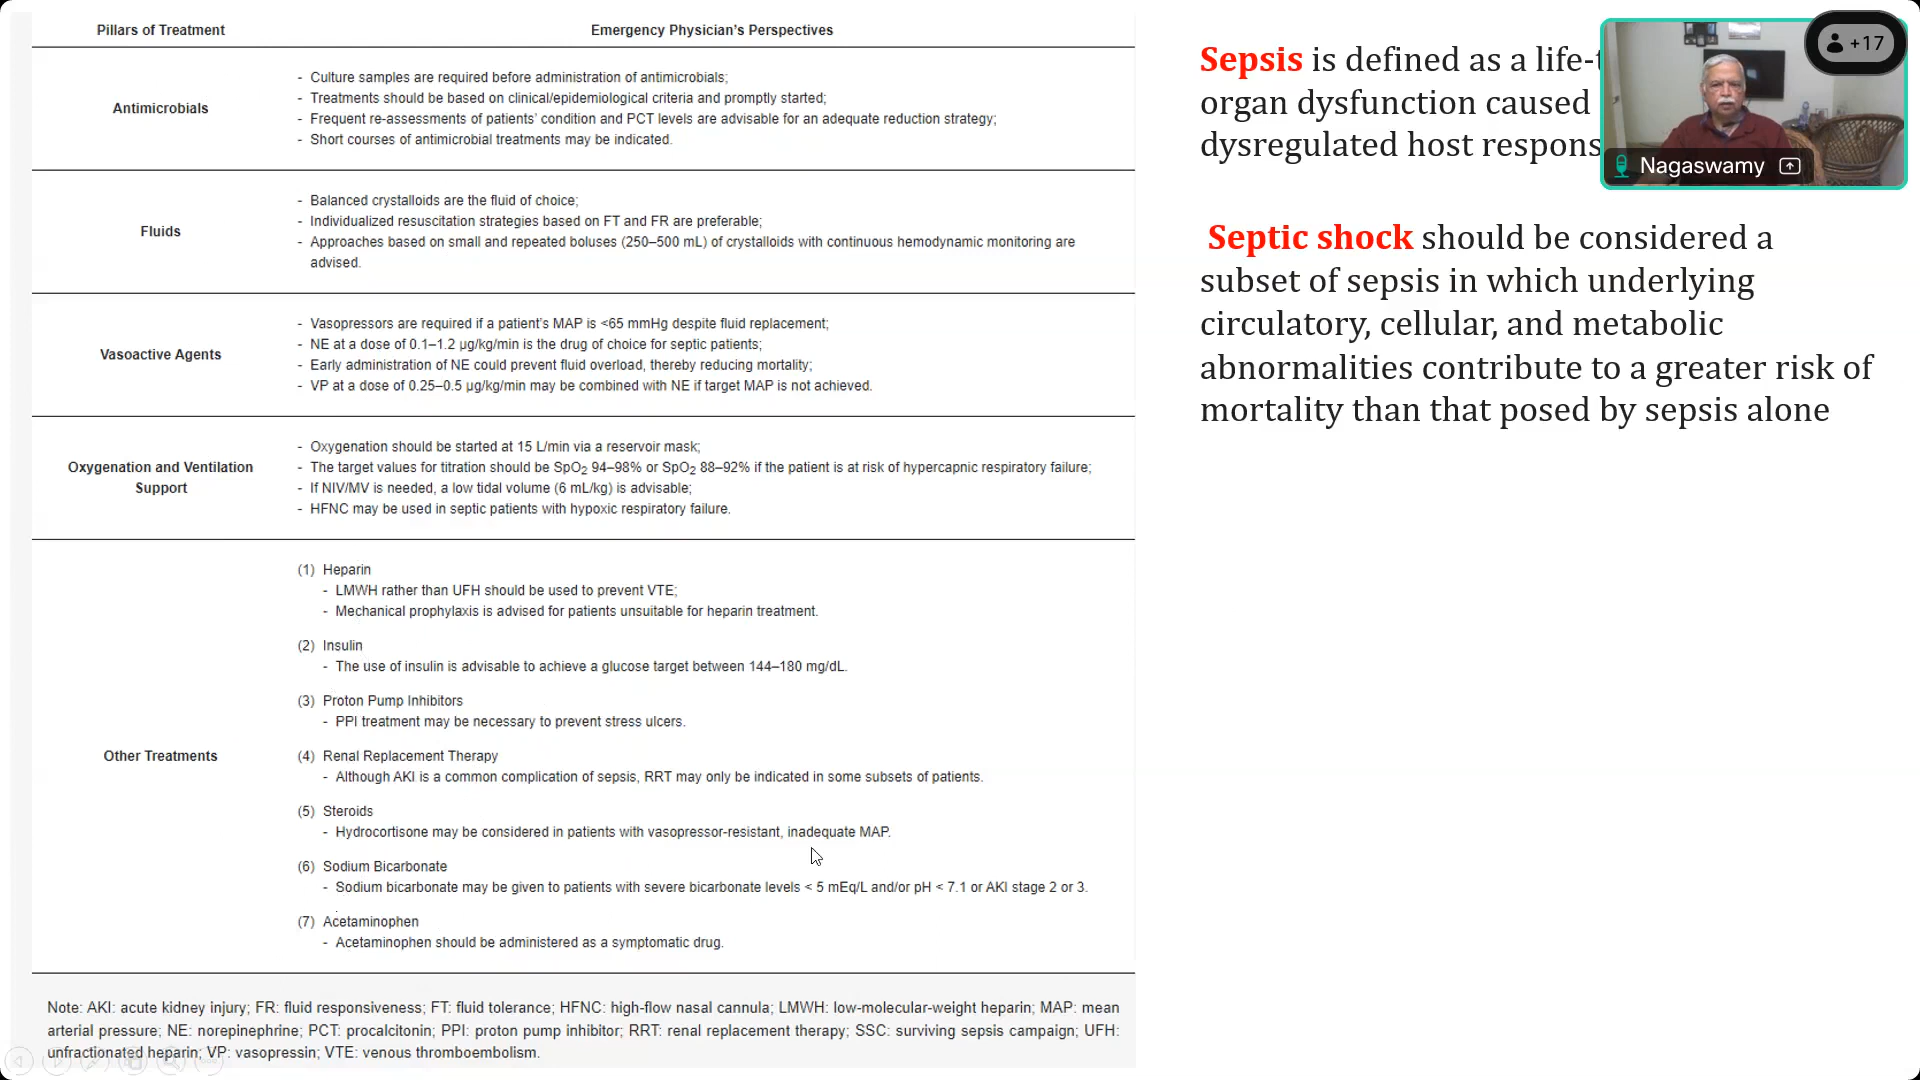 Pillars of Treatment
Emergency Physician's Perspectives
Antimicrobials
- Culture samples are required before administration of antimicrobials;
- Treatments should be based on clinical/epidemiological criteria and promptly started;
- Frequent re-assessments of patients' condition and PCT levels are advisable for an adequate reduction strategy;
- Short courses of antimicrobial treatments may be indicated.
Fluids
- Balanced crystalloids are the fluid of choice;
- Individualized resuscitation strategies based on FT and FR are preferable;
- Approaches based on small and repeated boluses (250–500 mL) of crystalloids with continuous hemodynamic monitoring are
advised.
Vasoactive Agents
- Vasopressors are required if a patient's MAP is <65 mmHg despite fluid replacement;
- NE at a dose of 0.1–1.2 µg/kg/min is the drug of choice for septic patients;
- Early administration of NE could prevent fluid overload, thereby reducing mortality;
- VP at a dose of 0.25–0.5 µg/kg/min may be combined with NE if target MAP is not achieved.
Oxygenation and Ventilation
Support
- Oxygenation should be started at 15 L/min via a reservoir mask;
- The target values for titration should be SpO₂ 94–98% or SpO₂ 88–92% if the patient is at risk of hypercapnic respiratory failure;
- If NIV/MV is needed, a low tidal volume (6 mL/kg) is advisable;
- HFNC may be used in septic patients with hypoxic respiratory failure.
Other Treatments
(1) Heparin
- LMWH rather than UFH should be used to prevent VTE;
- Mechanical prophylaxis is advised for patients unsuitable for heparin treatment.
(2) Insulin
- The use of insulin is advisable to achieve a glucose target between 144–180 mg/dL.
(3) Proton Pump Inhibitors
- PPI treatment may be necessary to prevent stress ulcers.
(4) Renal Replacement Therapy
- Although AKI is a common complication of sepsis, RRT may only be indicated in some subsets of patients.
(5) Steroids
- Hydrocortisone may be considered in patients with vasopressor-resistant, inadequate MAP.
(6) Sodium Bicarbonate
- Sodium bicarbonate may be given to patients with severe bicarbonate levels < 5 mEq/L and/or pH < 7.1 or AKI stage 2 or 3.
(7) Acetaminophen
- Acetaminophen should be administered as a symptomatic drug.
Note: AKI: acute kidney injury; FR: fluid responsiveness; FT: fluid tolerance; HFNC: high-flow nasal cannula; LMWH: low-molecular-weight heparin; MAP: mean
arterial pressure; NE: norepinephrine; PCT: procalcitonin; PPI: proton pump inhibitor; RRT: renal replacement therapy; SSC: surviving sepsis campaign; UFH:
unfractionated heparin; VP: vasopressin; VTE: venous thromboembolism.
Sepsis is defined as a life-
organ dysfunction caused
dysregulated host respons
Septic shock should be considered a
subset of sepsis in which underlying
circulatory, cellular, and metabolic
abnormalities contribute to a greater risk of
mortality than that posed by sepsis alone
+17
Nagaswamy